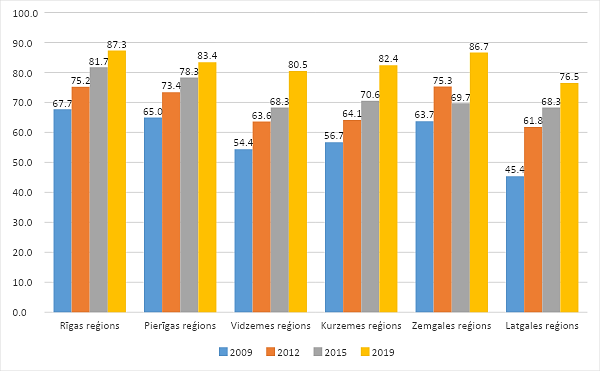 100.0
90.0
80.0
70.0
60.0
50.0
40.0
30.0
20.0
10.0
0.0
67.7 75.2 81.7 87.3
65.0 73.4 78.3 83.4
54.4 63.6 68.3 80.5
56.7 64.1 70.6 82.4
63.7 75.3 69.7 86.7
45.4 61.8 68.3 76.5
Rīgas reģions Pierīgas reģions Vidzemes reģions Kurzemes reģions Zemgales reģions Latgales reģions
2009 2012 2015 2019